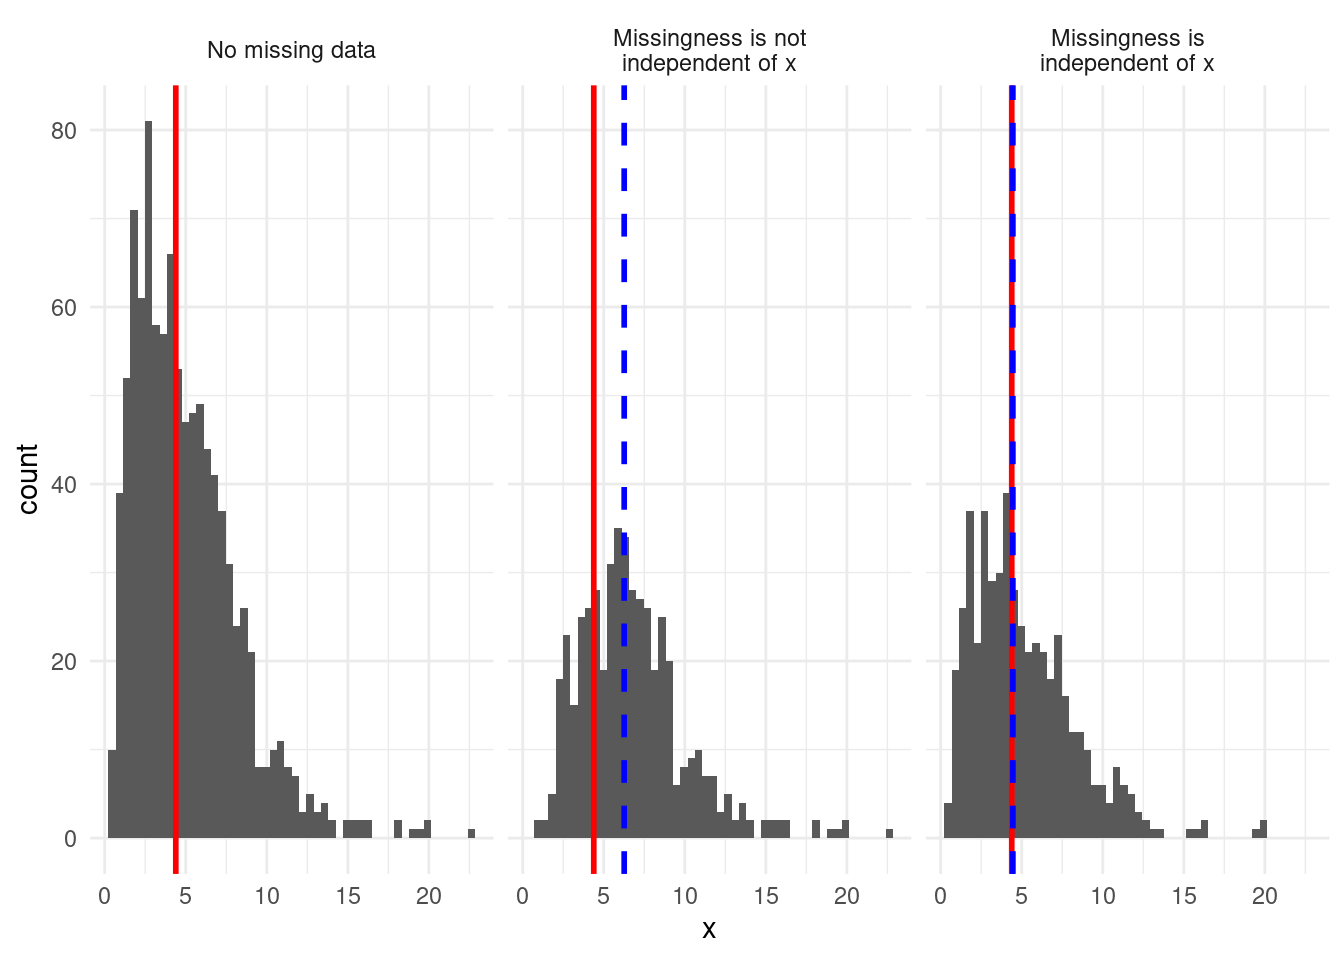 No missing data
Missingness is not
independent of x
Missingness is
independent of x
80
60
40
20
0
count
0 5 10 15 20
0 5 10 15 20
0 5 10 15 20
x